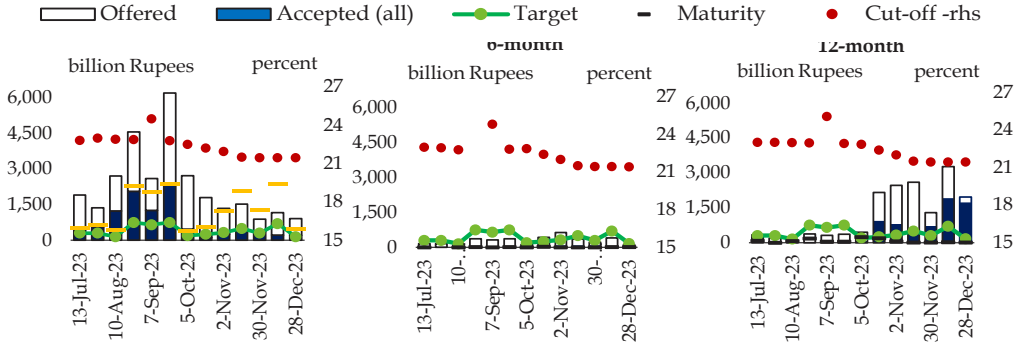 Offered Accepted (all) Target Maturity Cut-off -rhs
billion Rupees percent
6,000
4,500
3,000
1,500
0
27
24
21
18
15
13-Jul-23
10-Aug-23
7-Sep-23
5-Oct-23
2-Nov-23
30-Nov-23
28-Dec-23
6-month
billion Rupees percent
6,000
4,500
3,000
1,500
0
27
24
21
18
15
13-Jul-23
10-..
7-Sep-23
5-Oct-23
2-Nov-23
30-..
28-Dec-23
12-month
billion Rupees percent
6,000
4,500
3,000
1,500
0
27
24
21
18
15
13-Jul-23
10-Aug-23
7-Sep-23
5-Oct-23
2-Nov-23
30-Nov-23
28-Dec-23